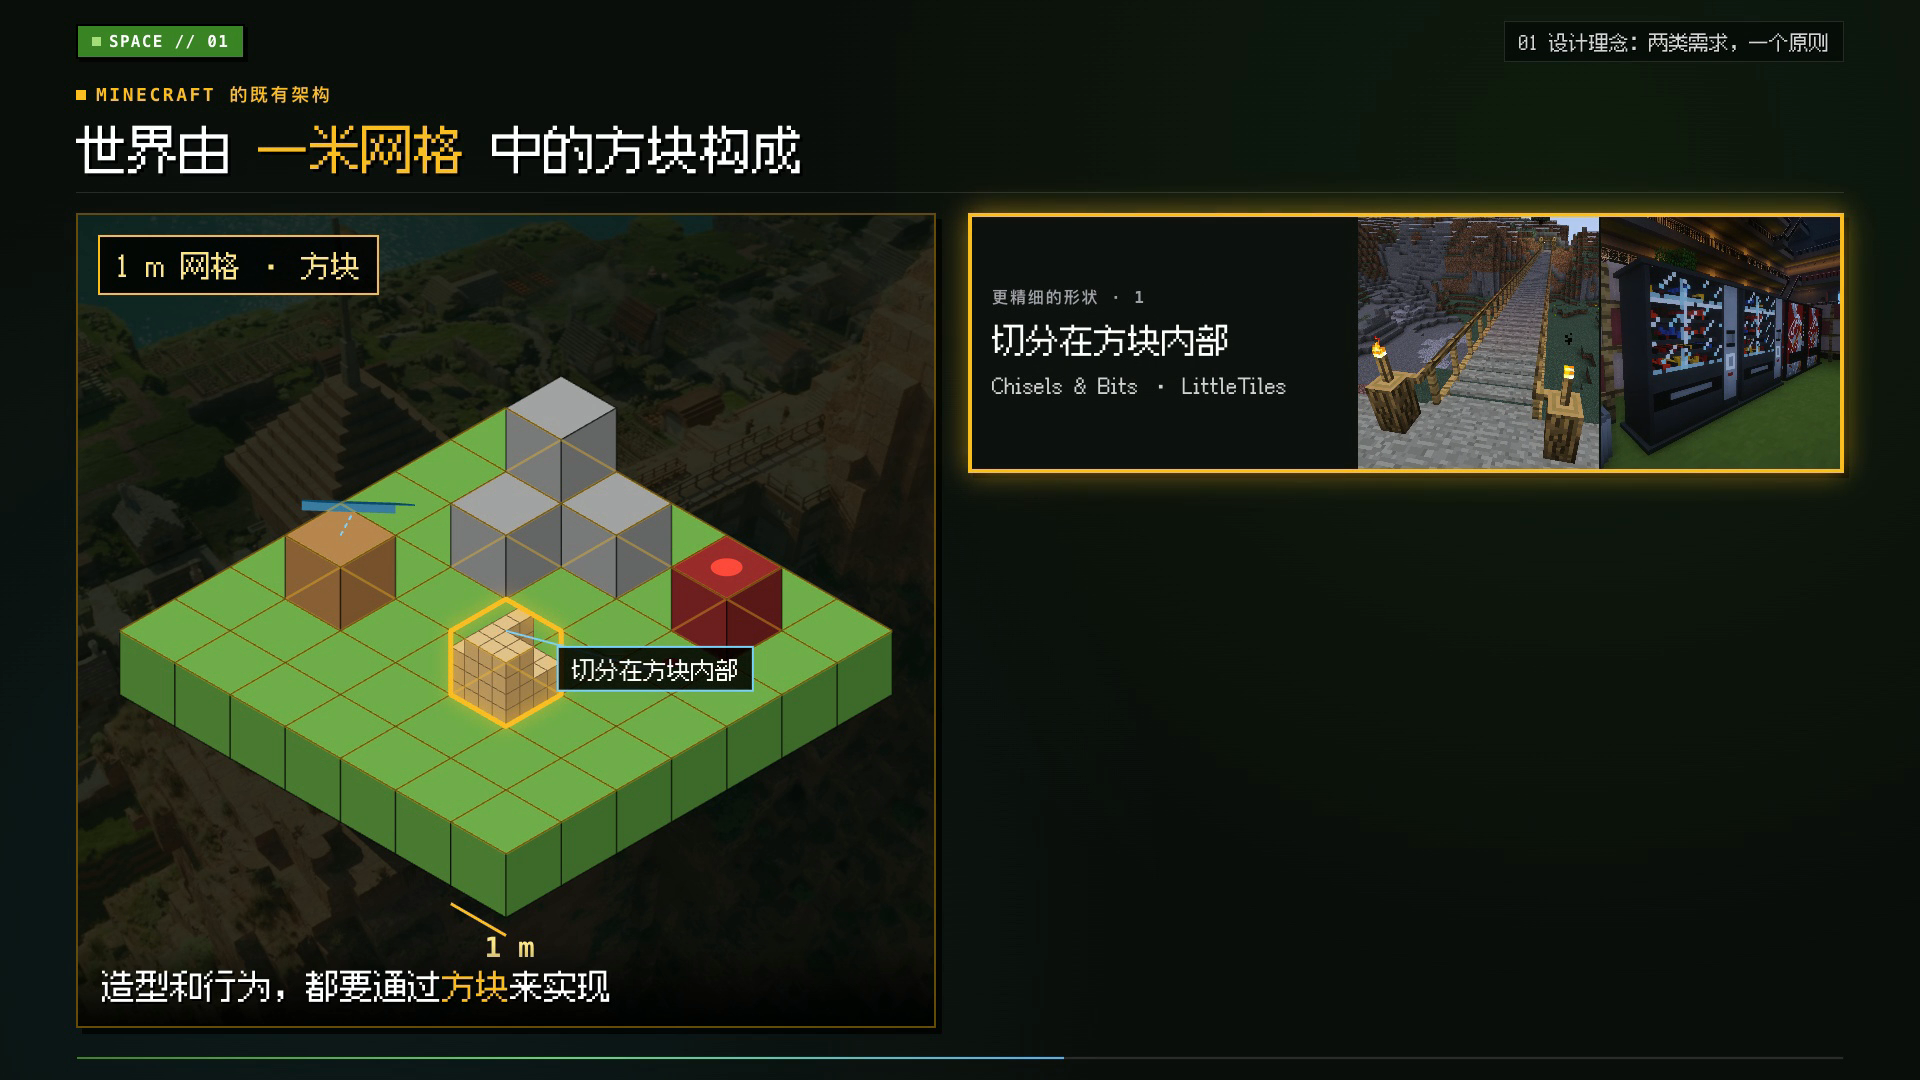 SPACE // 01
01 设计理念：两类需求，一个原则
MINECRAFT 的既有架构
世界由 一米网格 中的方块构成
1 m 网格 · 方块
切分在方块内部
1 m
造型和行为，都要通过方块来实现
更精细的形状 · 1
切分在方块内部
Chisels & Bits · LittleTiles